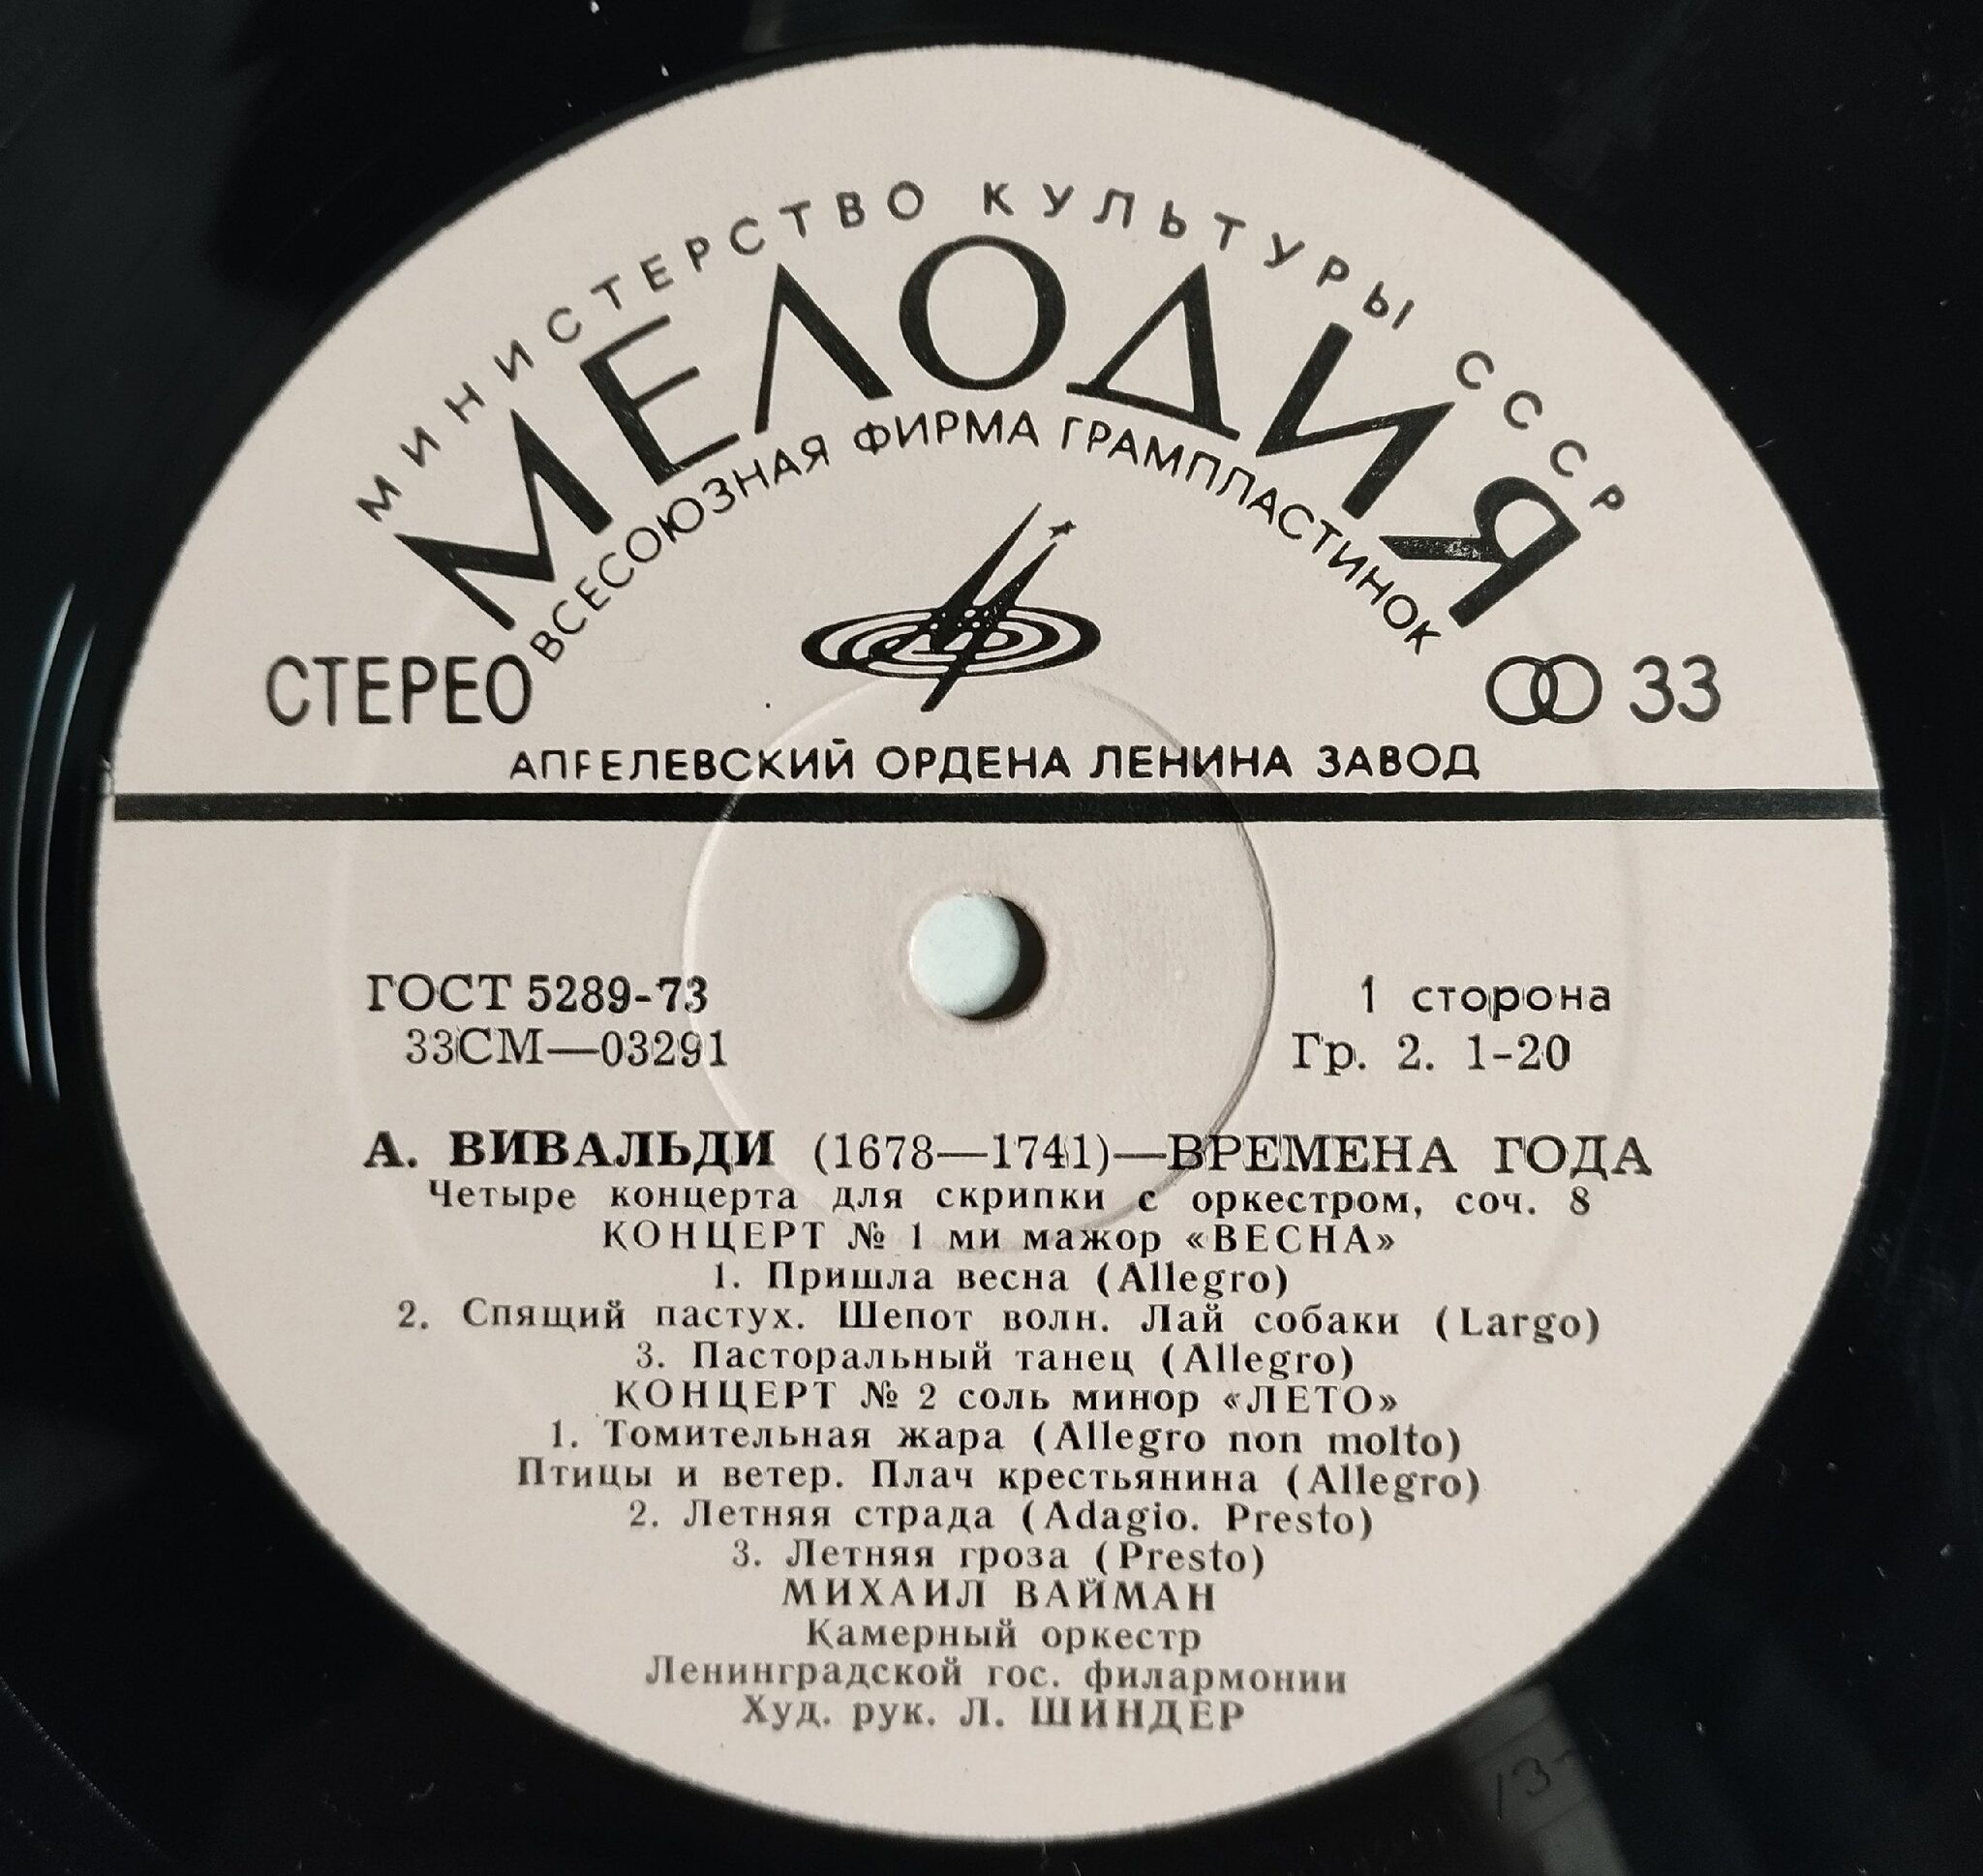 МИНИСТЕРСТВО КУЛЬТУРЫ СССР
МЕЛОДИЯ
ВСЕСОЮЗНАЯ ФИРМА ГРАМПЛАСТИНОК
СТЕРЕО 33
АПРЕЛЕВСКИЙ ОРДЕНА ЛЕНИНА ЗАВОД
ГОСТ 5289-73 1 сторона
33СМ—03291 Гр. 2. 1-20
А. ВИВАЛЬДИ (1678—1741)—ВРЕМЕНА ГОДА
Четыре концерта для скрипки с оркестром, соч. 8
КОНЦЕРТ № 1 ми мажор «ВЕСНА»
1. Пришла весна (Allegro)
2. Спящий пастух. Шепот волн. Лай собаки (Largo)
3. Пасторальный танец (Allegro)
КОНЦЕРТ № 2 соль минор «ЛЕТО»
1. Томительная жара (Allegro non molto)
Птицы и ветер. Плач крестьянина (Allegro)
2. Летняя страда (Adagio. Presto)
3. Летняя гроза (Presto)
МИХАИЛ ВАЙМАН
Камерный оркестр
Ленинградской гос. филармонии
Худ. рук. Л. ШИНДЕР